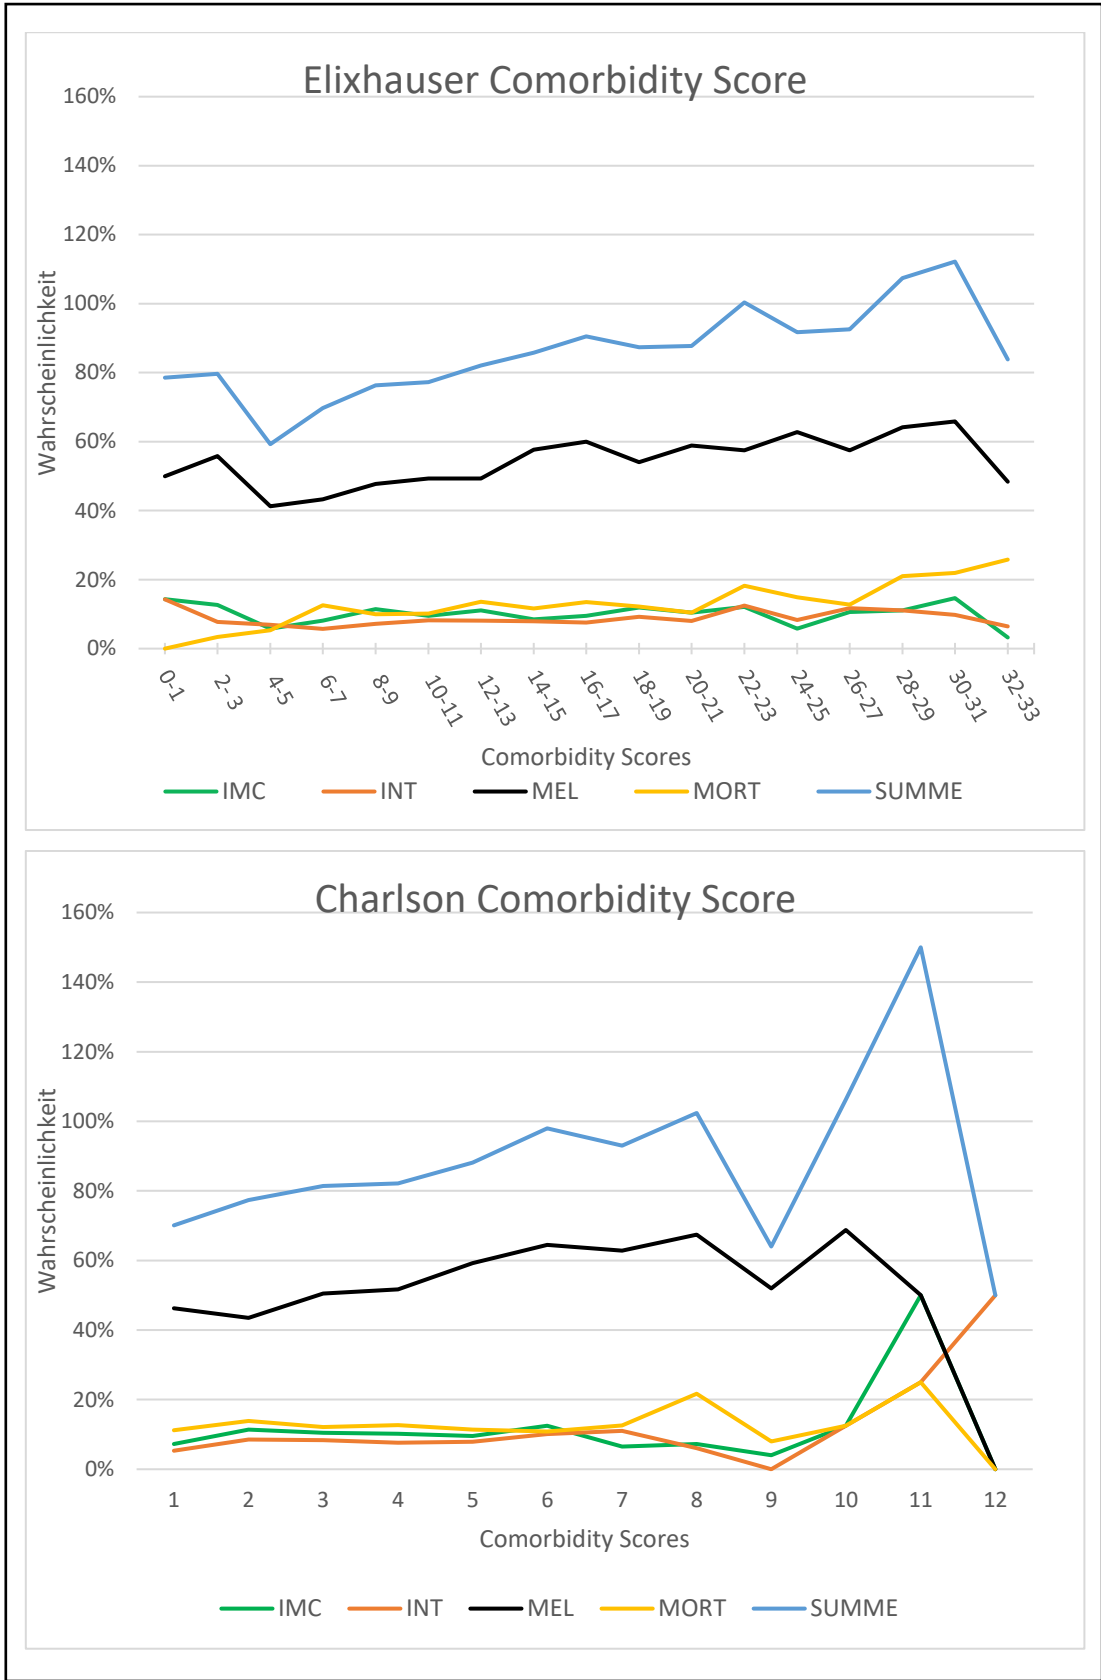 Elixhauser Comorbidity Score
160%
140%
120%
100%
80%
60%
40%
20%
0%
Wahrscheinlichkeit
0-1 2- 3 4-5 6-7 8-9 10-11 12-13 14-15 16-17 18-19 20-21 22-23 24-25 26-27 28-29 30-31 32-33
Comorbidity Scores
IMC INT MEL MORT SUMME
Charlson Comorbidity Score
160%
140%
120%
100%
80%
60%
40%
20%
0%
Wahrscheinlichkeit
1 2 3 4 5 6 7 8 9 10 11 12
Comorbidity Scores
IMC INT MEL MORT SUMME